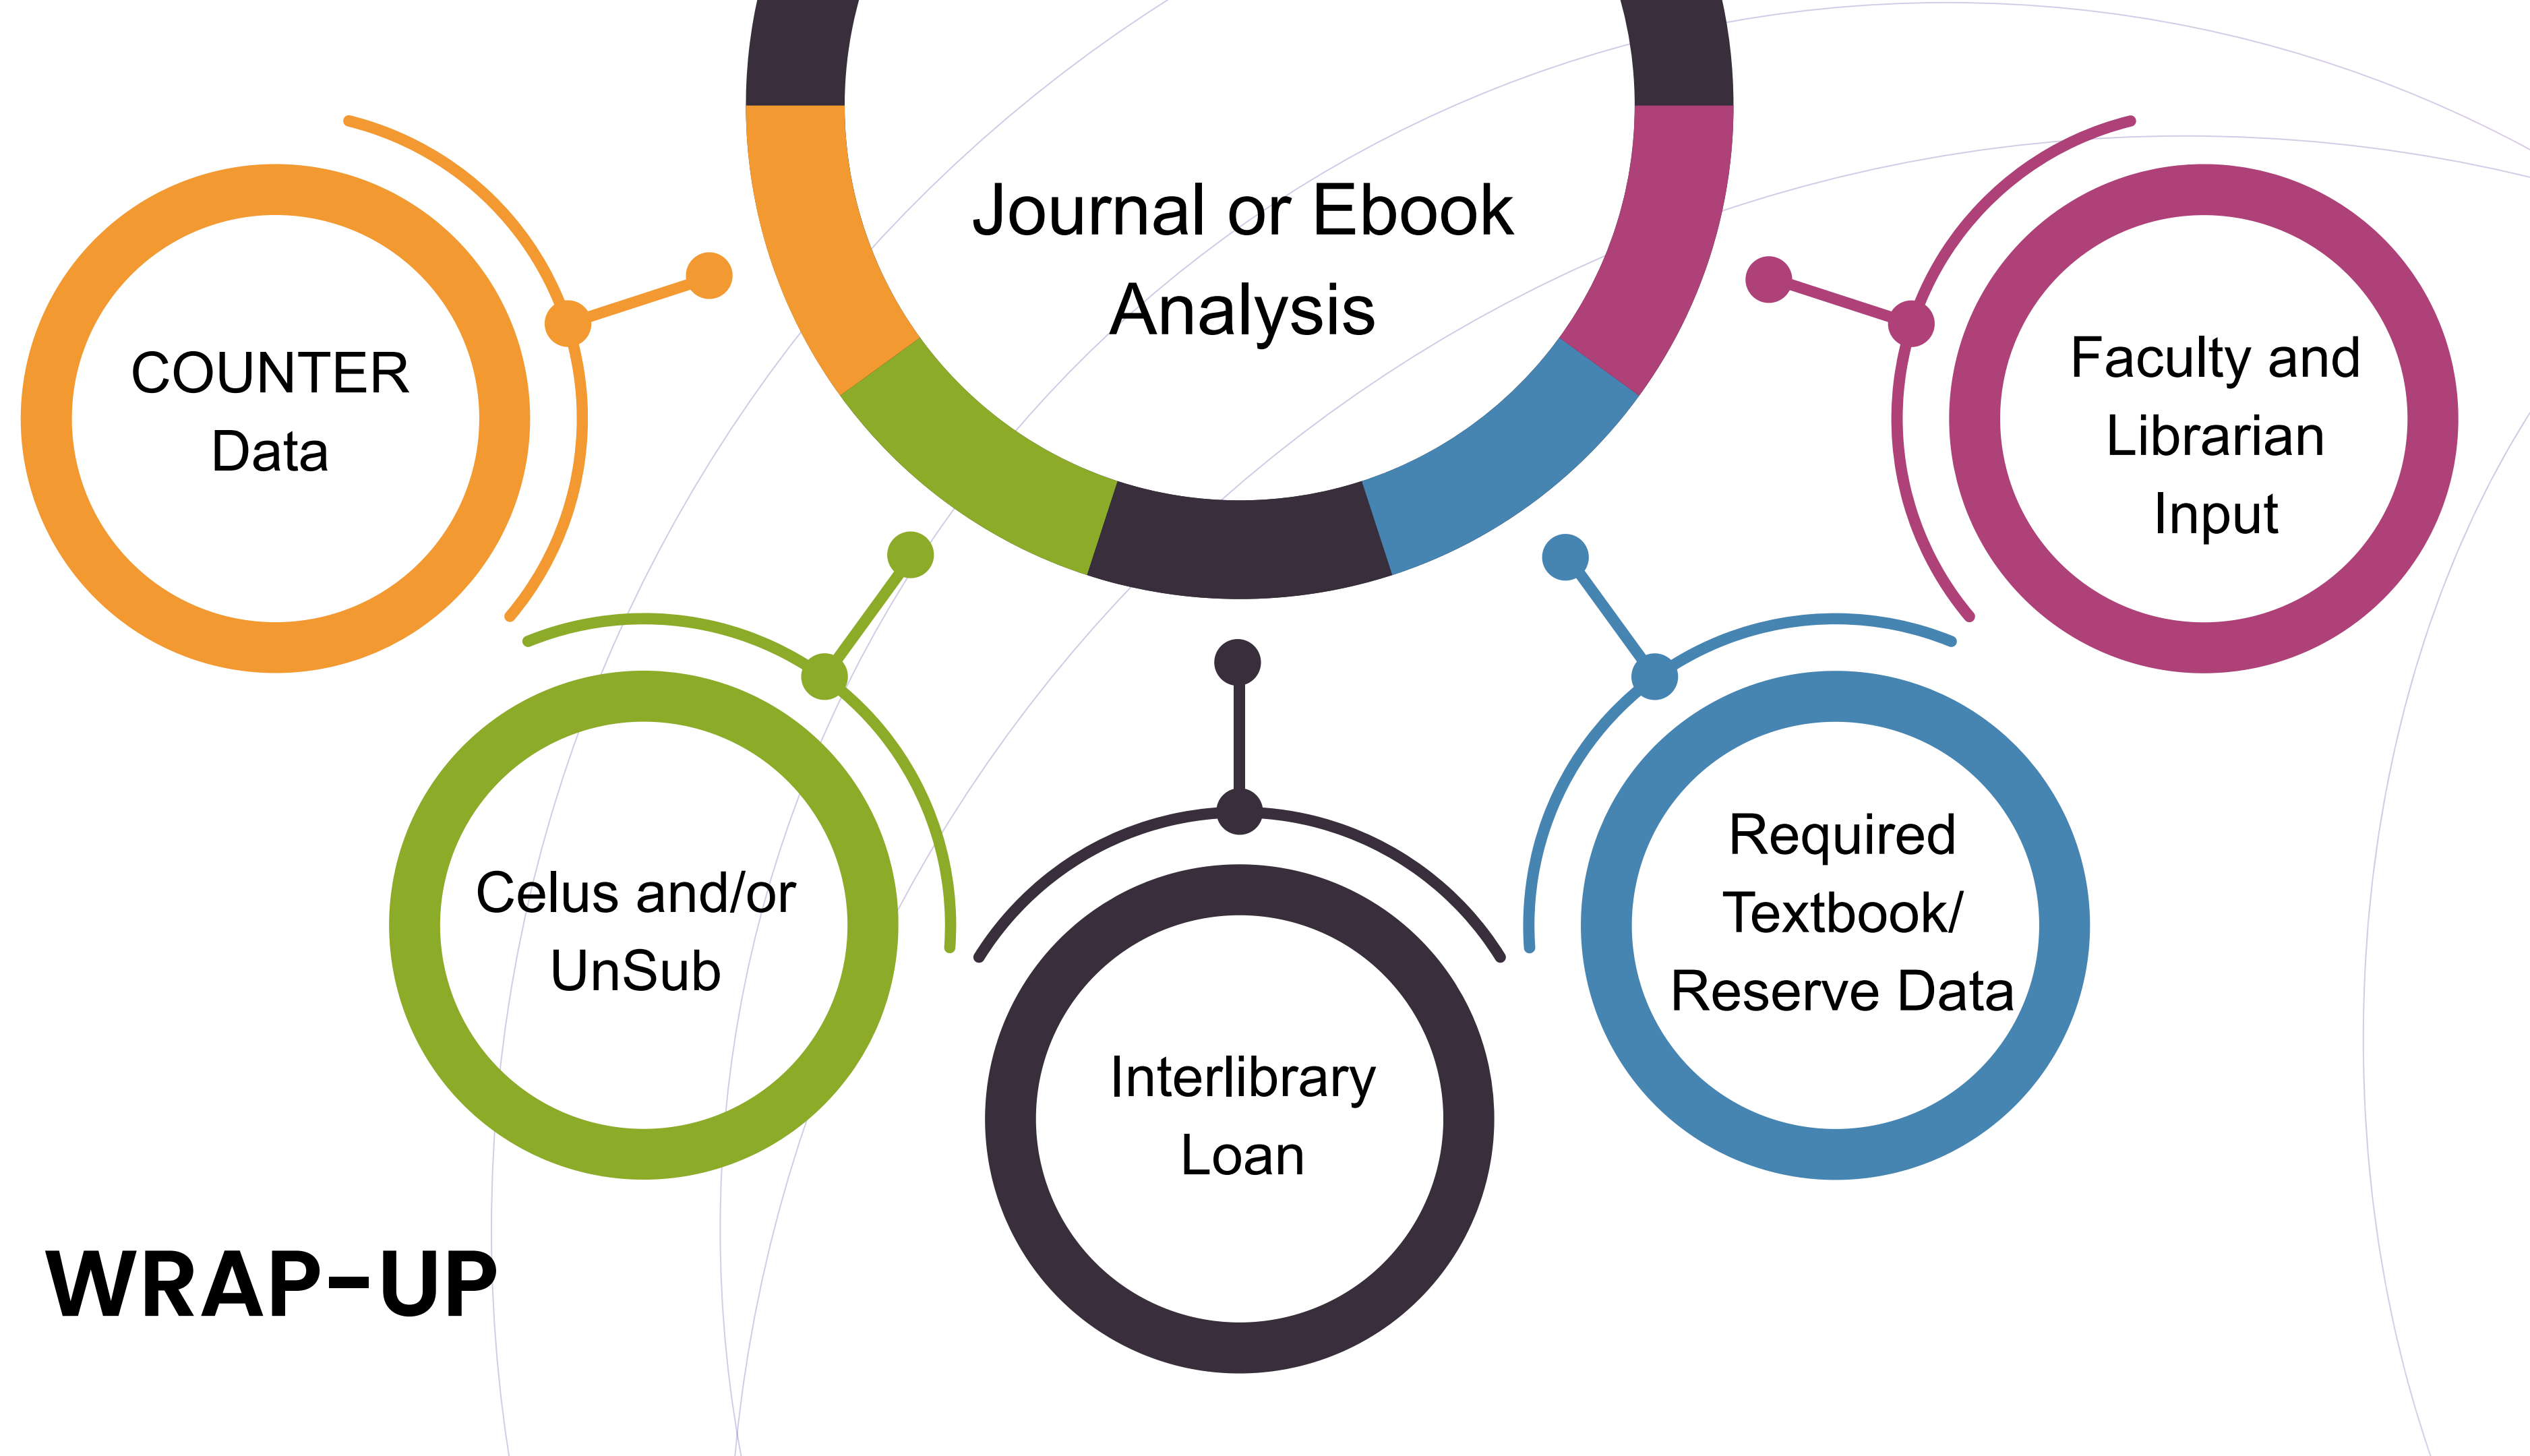 Journal or Ebook
Analysis
COUNTER
Data
Celus and/or
UnSub
Interlibrary
Loan
Required
Textbook/
Reserve Data
Faculty and
Librarian
Input
WRAP-UP